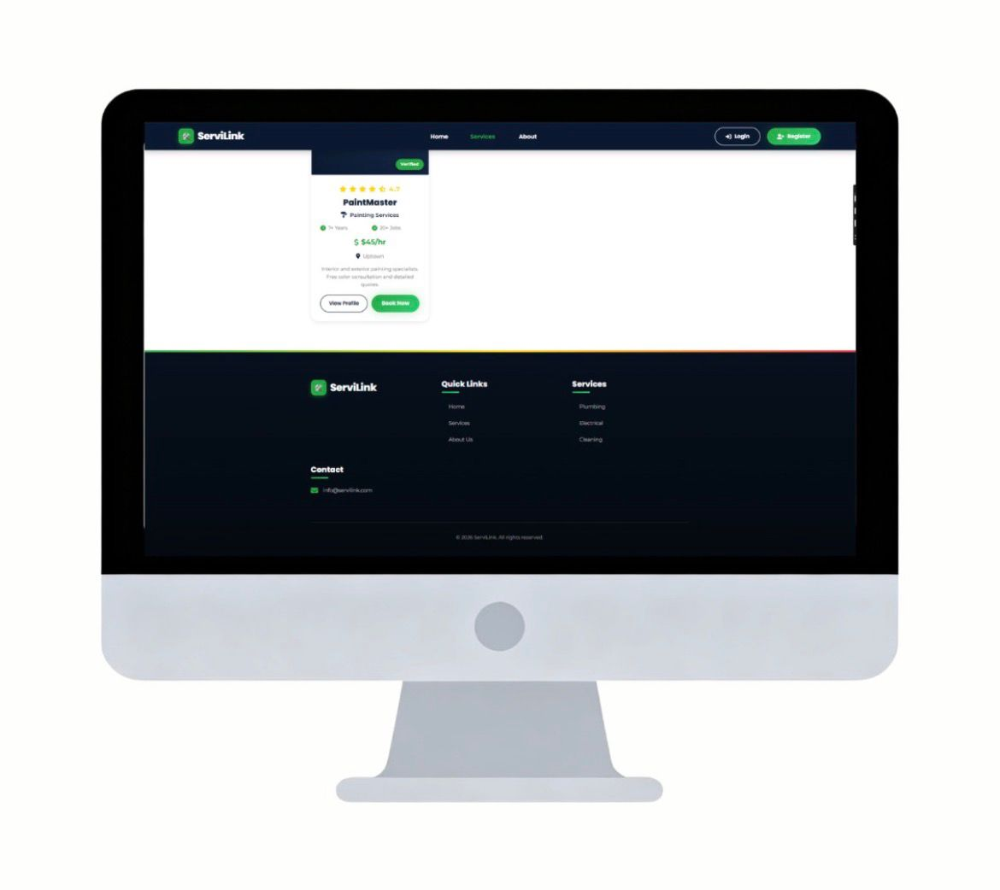 ServiLink
Home Services About
Login Register
Verified
4.7
PaintMaster
Painting Services
7+ Years 20+ Jobs
$ $45/hr
Uptown
Interior and exterior painting specialists.
Free color consultation and detailed
quotes.
View Profile Book Now
ServiLink
Quick Links
Home
Services
About Us
Services
Plumbing
Electrical
Cleaning
Contact
info@servilink.com
© 2026 ServiLink. All rights reserved.